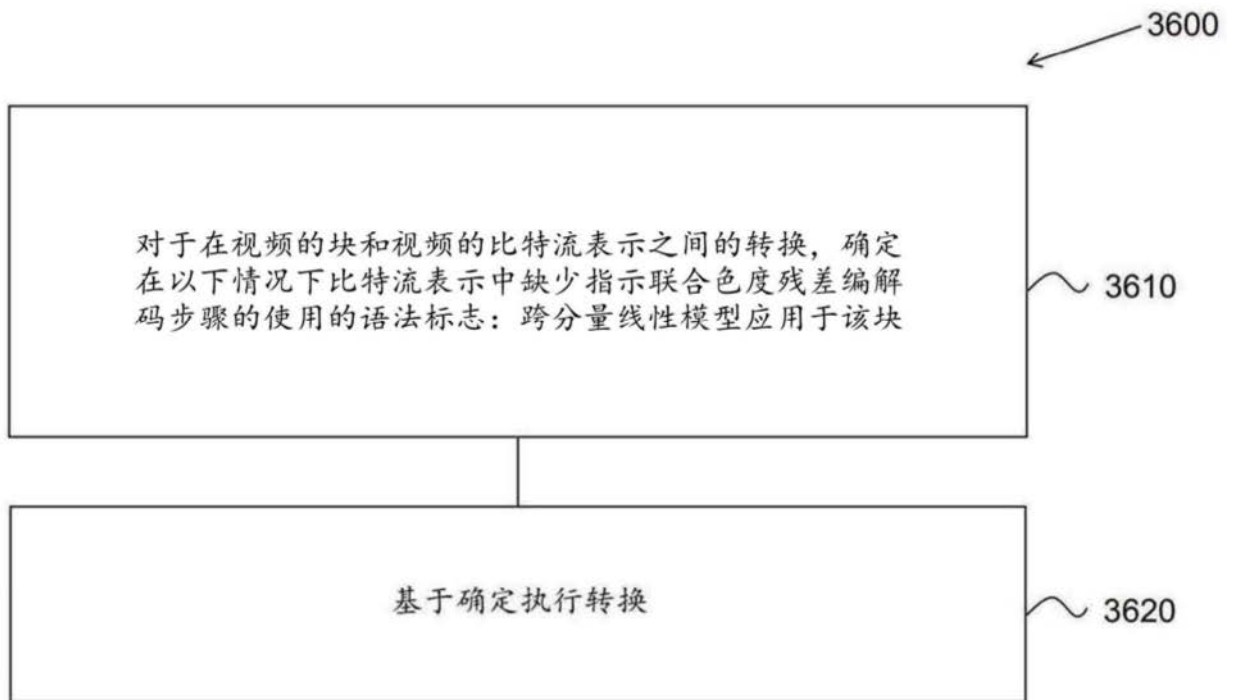 3600
对于在视频的块和视频的比特流表示之间的转换，确定
在以下情况下比特流表示中缺少指示联合色度残差编解
码步骤的使用的语法标志：跨分量线性模型应用于该块
3610
基于确定执行转换
3620